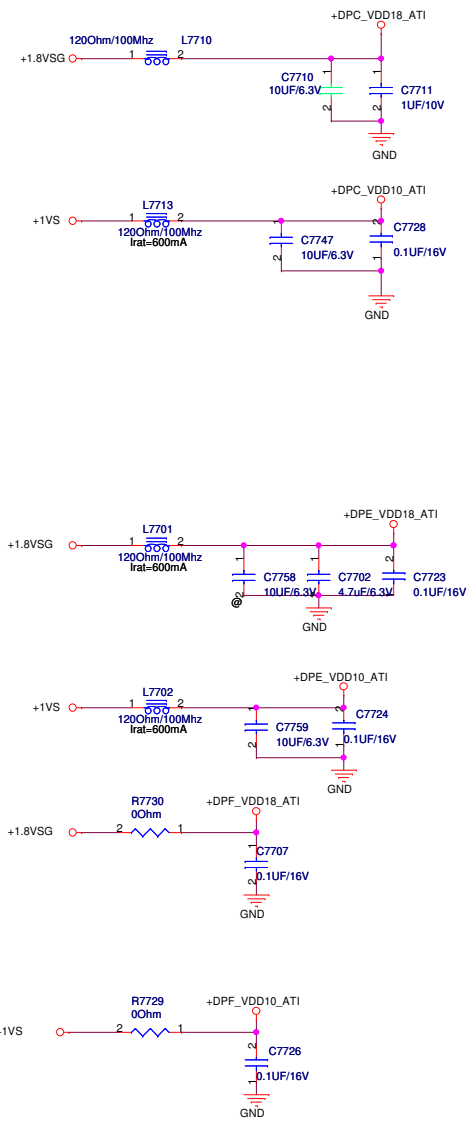 +DPC_VDD18_ATI
120Ohm/100Mhz L7710
+1.8VSG 1 2
C7710 10UF/6.3V 1 2
C7711 1UF/10V 1 2
GND
+DPC_VDD10_ATI
L7713
+1VS 1 2
120Ohm/100Mhz
Irat=600mA
C7747 10UF/6.3V 1 2
C7728 0.1UF/16V 2 1
GND
+DPE_VDD18_ATI
L7701
+1.8VSG 1 2
120Ohm/100Mhz
Irat=600mA
C7758 10UF/6.3V 1 2
@
C7702 4.7uF/6.3V 1 2
C7723 0.1UF/16V 2 1
GND
+DPE_VDD10_ATI
L7702
+1VS 1 2
120Ohm/100Mhz
Irat=600mA
C7759 10UF/6.3V 1 2
C7724 0.1UF/16V 2 1
GND
R7730
0Ohm
+DPF_VDD18_ATI
+1.8VSG 2 1
C7707 0.1UF/16V 1 2
GND
R7729
0Ohm
+DPF_VDD10_ATI
1VS 2 1
C7726 0.1UF/16V 2 1
GND